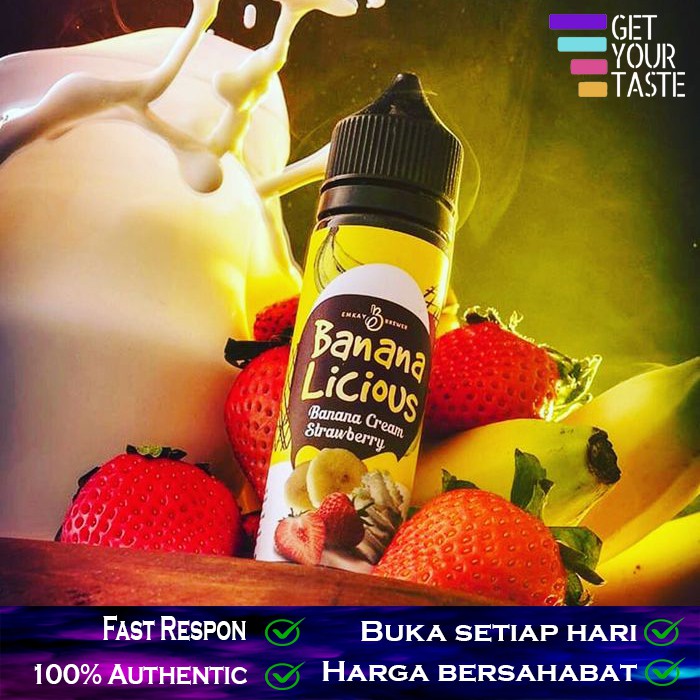 GET
YOUR
TASTE
EMKAY BREWER
Banana
Licious
Banana Cream
Strawberry
FAST RESPON
BUKA SETIAP HARI
100% AUTHENTIC
HARGA BERSAHABAT